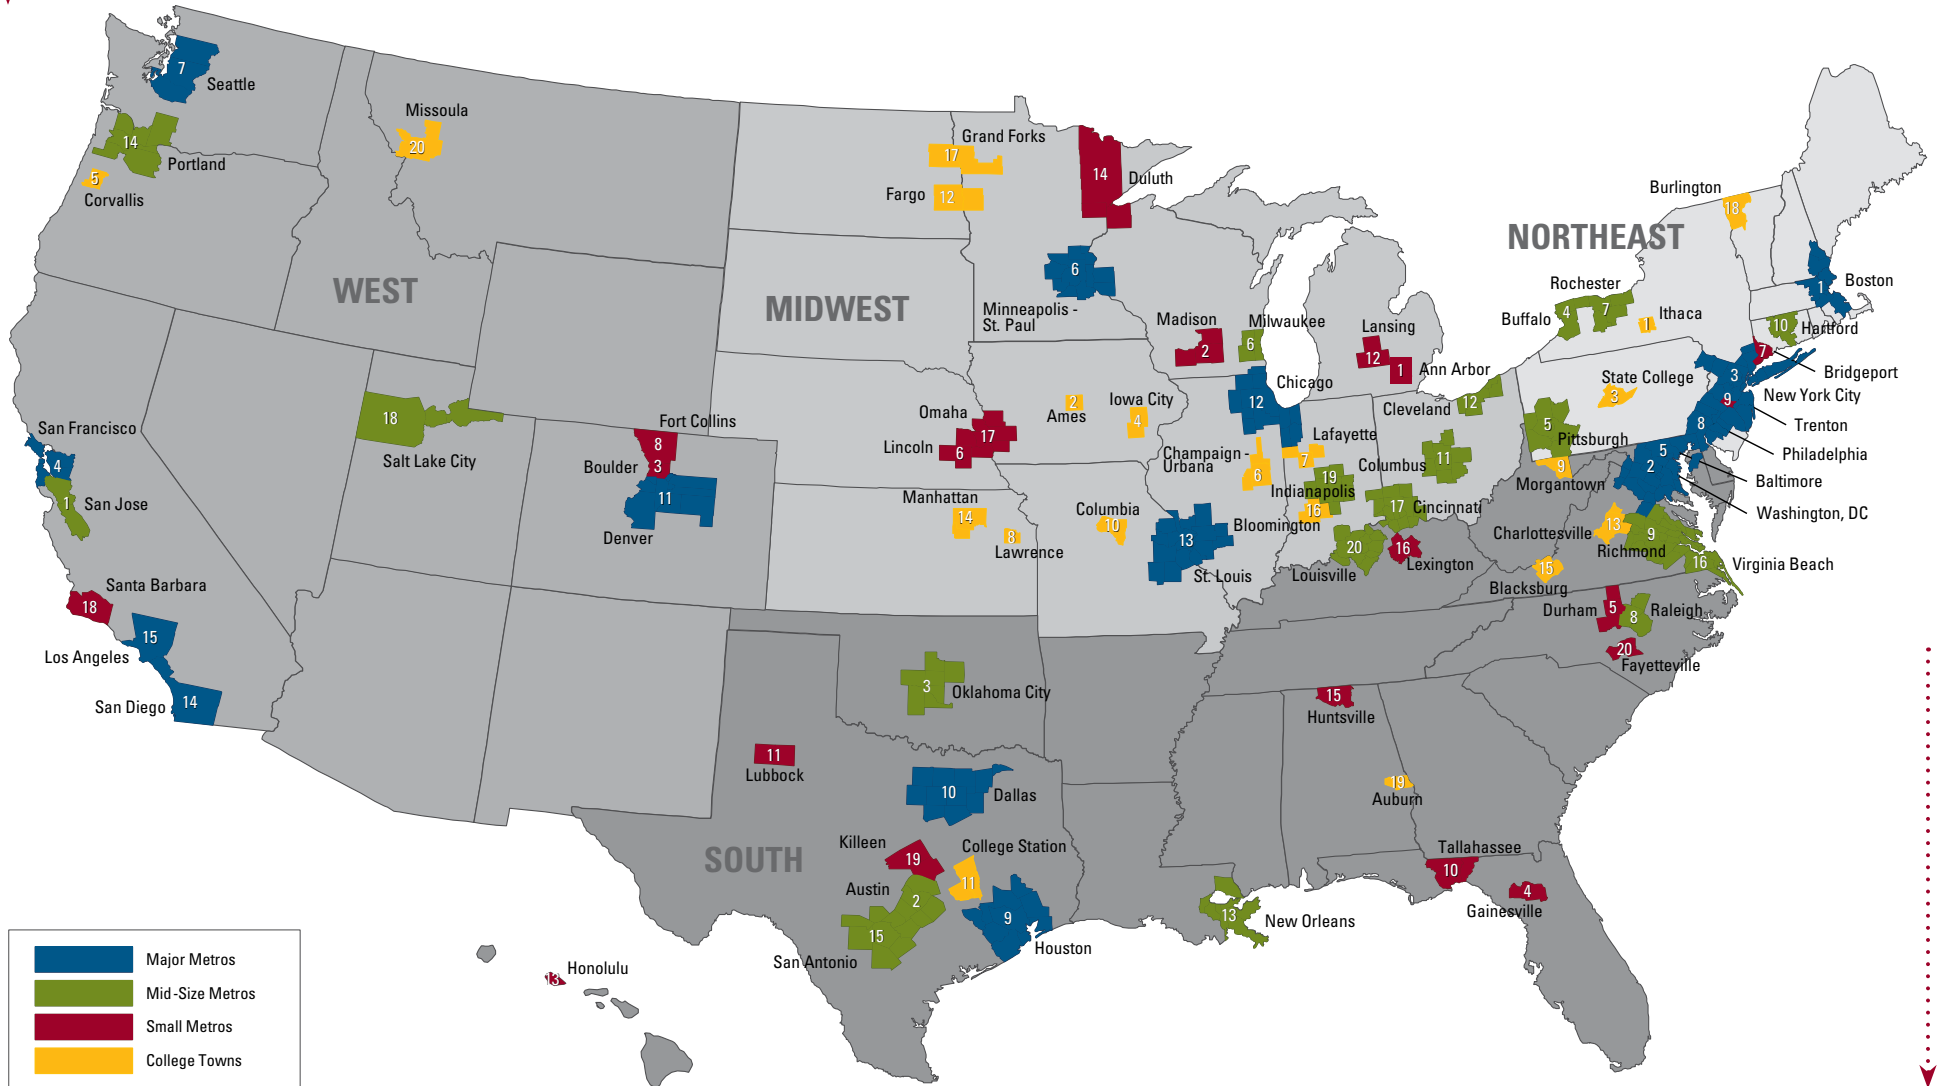 7
Seattle
14
Portland
5
Corvallis
Missoula
20
WEST
Grand Forks
17
Fargo
12
14
Duluth
6
Minneapolis -
St. Paul
MIDWEST
Madison
2
Milwaukee
6
Lansing
12
1
Ann Arbor
Burlington
18
NORTHEAST
Rochester
7
Buffalo
4
Ithaca
1
Boston
1
10
Hartford
7
Bridgeport
3
New York City
9
Trenton
8
Philadelphia
5
Baltimore
2
Washington, DC
State College
3
5
Pittsburgh
9
Morgantown
Cleveland
12
Columbus
11
Chicago
12
Lafayette
7
Champaign -
Urbana
6
19
Indianapolis
16
Bloomington
17
Cincinnati
20
Louisville
16
Lexington
Charlottesville
13
9
Richmond
16
Virginia Beach
15
Blacksburg
Durham
5
8
Raleigh
20
Fayetteville
Ames
2
Iowa City
4
Omaha
17
Lincoln
6
Manhattan
14
8
Lawrence
Columbia
10
13
St. Louis
18
Salt Lake City
Fort Collins
8
Boulder
3
11
Denver
San Francisco
4
1
San Jose
Santa Barbara
18
15
Los Angeles
14
San Diego
3
Oklahoma City
11
Lubbock
10
Dallas
SOUTH
Killeen
19
College Station
11
Austin
2
15
San Antonio
9
Houston
15
Huntsville
19
Auburn
Tallahassee
10
4
Gainesville
13
New Orleans
13
Honolulu
Major Metros
Mid-Size Metros
Small Metros
College Towns